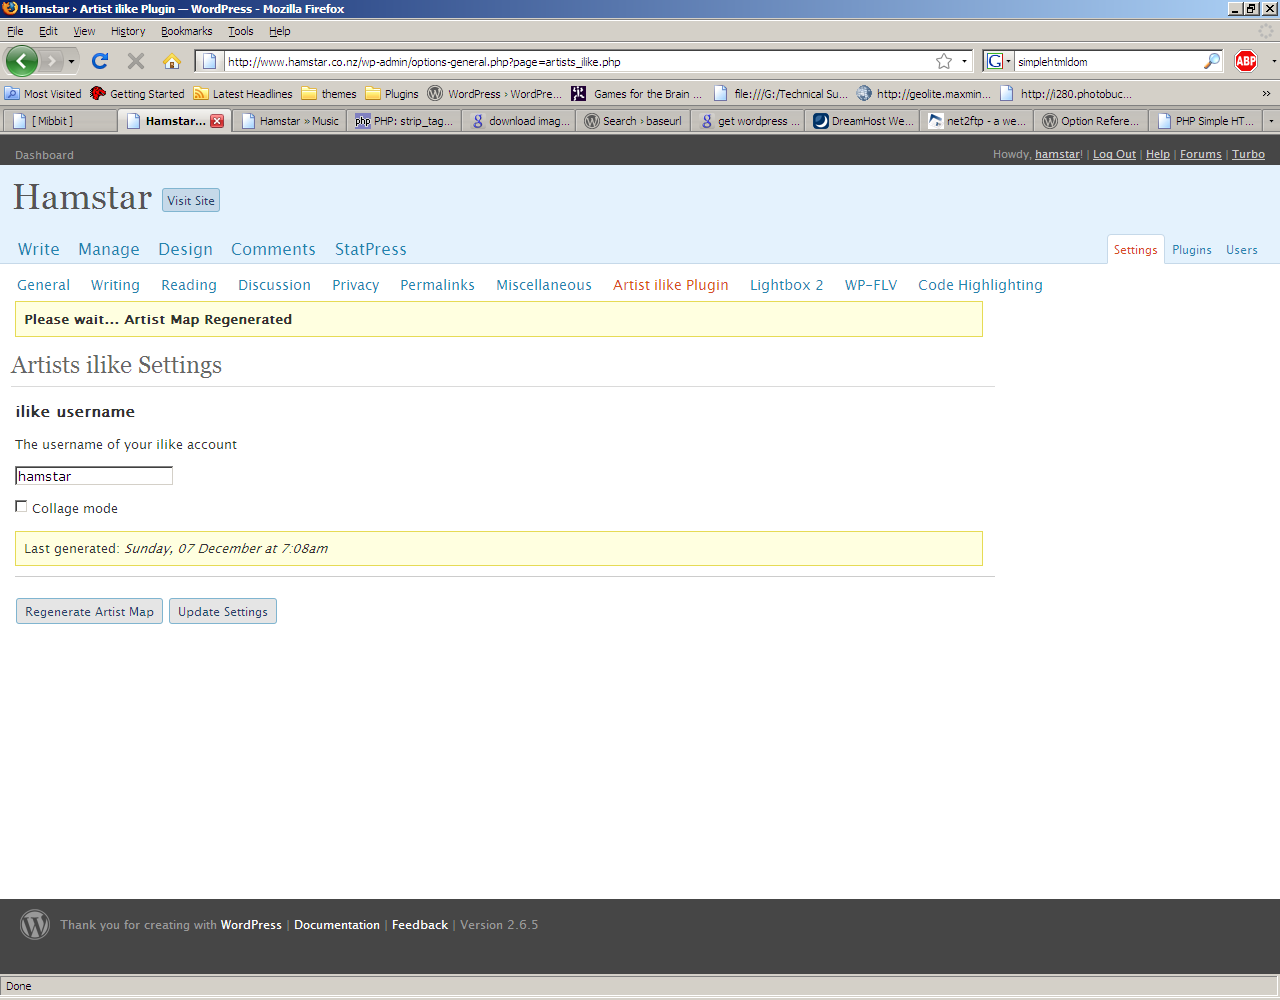 Hamstar › Artist ilike Plugin — WordPress - Mozilla Firefox
File Edit View History Bookmarks Tools Help
http://www.hamstar.co.nz/wp-admin/options-general.php?page=artists_ilike.php G simplehtmldom ABP
Most Visited Getting Started Latest Headlines themes Plugins WordPress › WordPre... Games for the Brain ... file:///G:/Technical Su... http://geolite.maxmin... http://i280.photobuc... »
[ Mibbit ] Hamstar... Hamstar » Music php PHP: strip_tag... g download imag... Search › baseurl g get wordpress ... DreamHost We... net2ftp - a we... Option Refere... PHP Simple HT...
Dashboard Howdy, hamstar! | Log Out | Help | Forums | Turbo
Hamstar Visit Site
Write Manage Design Comments StatPress Settings Plugins Users
General Writing Reading Discussion Privacy Permalinks Miscellaneous Artist ilike Plugin Lightbox 2 WP-FLV Code Highlighting
Please wait... Artist Map Regenerated
Artists ilike Settings
ilike username
The username of your ilike account
hamstar
Collage mode
Last generated: Sunday, 07 December at 7:08am
Regenerate Artist Map Update Settings
Thank you for creating with WordPress | Documentation | Feedback | Version 2.6.5
Done